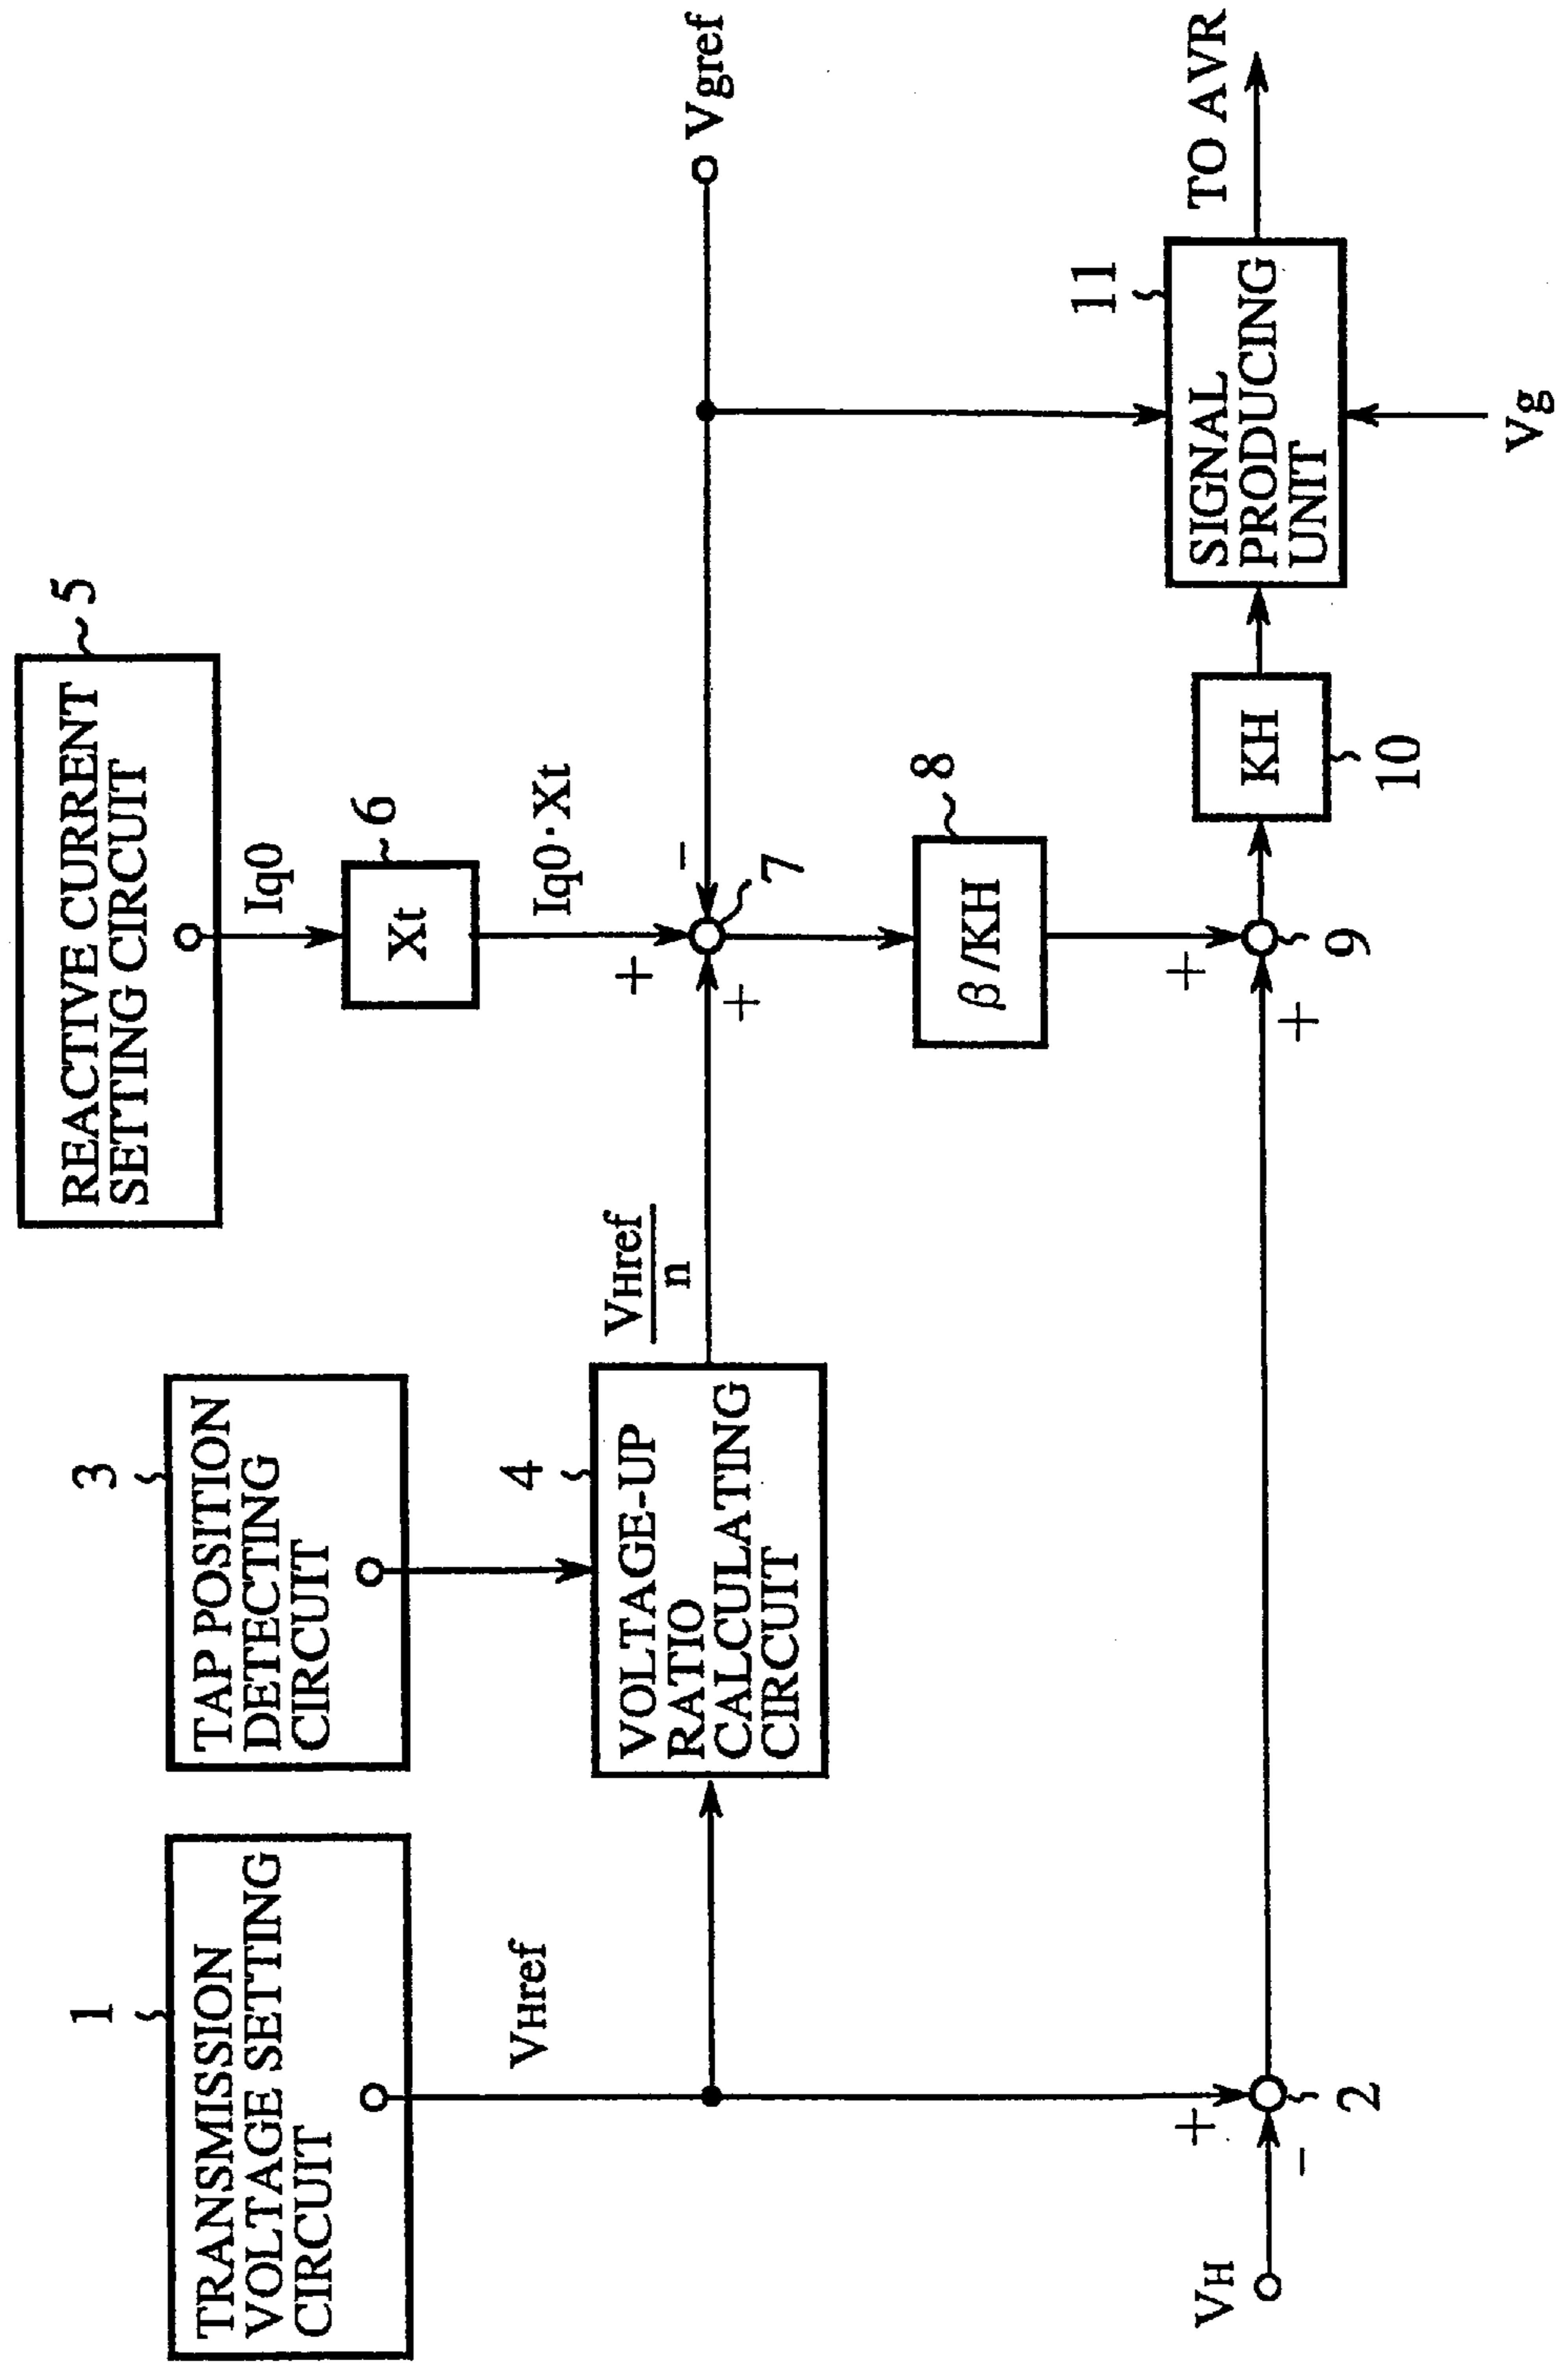 1
TRANSMISSION
VOLTAGE SETTING
CIRCUIT
3
TAP POSITION
DETECTING
CIRCUIT
5
REACTIVE CURRENT
SETTING CIRCUIT
Iq0
6
Xt
Iq0·Xt
VHref
4
VOLTAGE-UP
RATIO
CALCULATING
CIRCUIT
VHref
n
+
+
-
7
Vgref
8
β/KH
VH
-
+
2
+
+
9
KH
10
11
SIGNAL
PRODUCING
UNIT
Vg
TO AVR